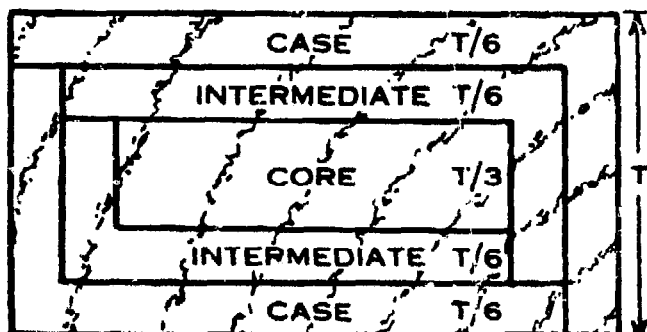 CASE T/6
INTERMEDIATE T/6
CORE T/3
T
INTERMEDIATE T/6
CASE T/6